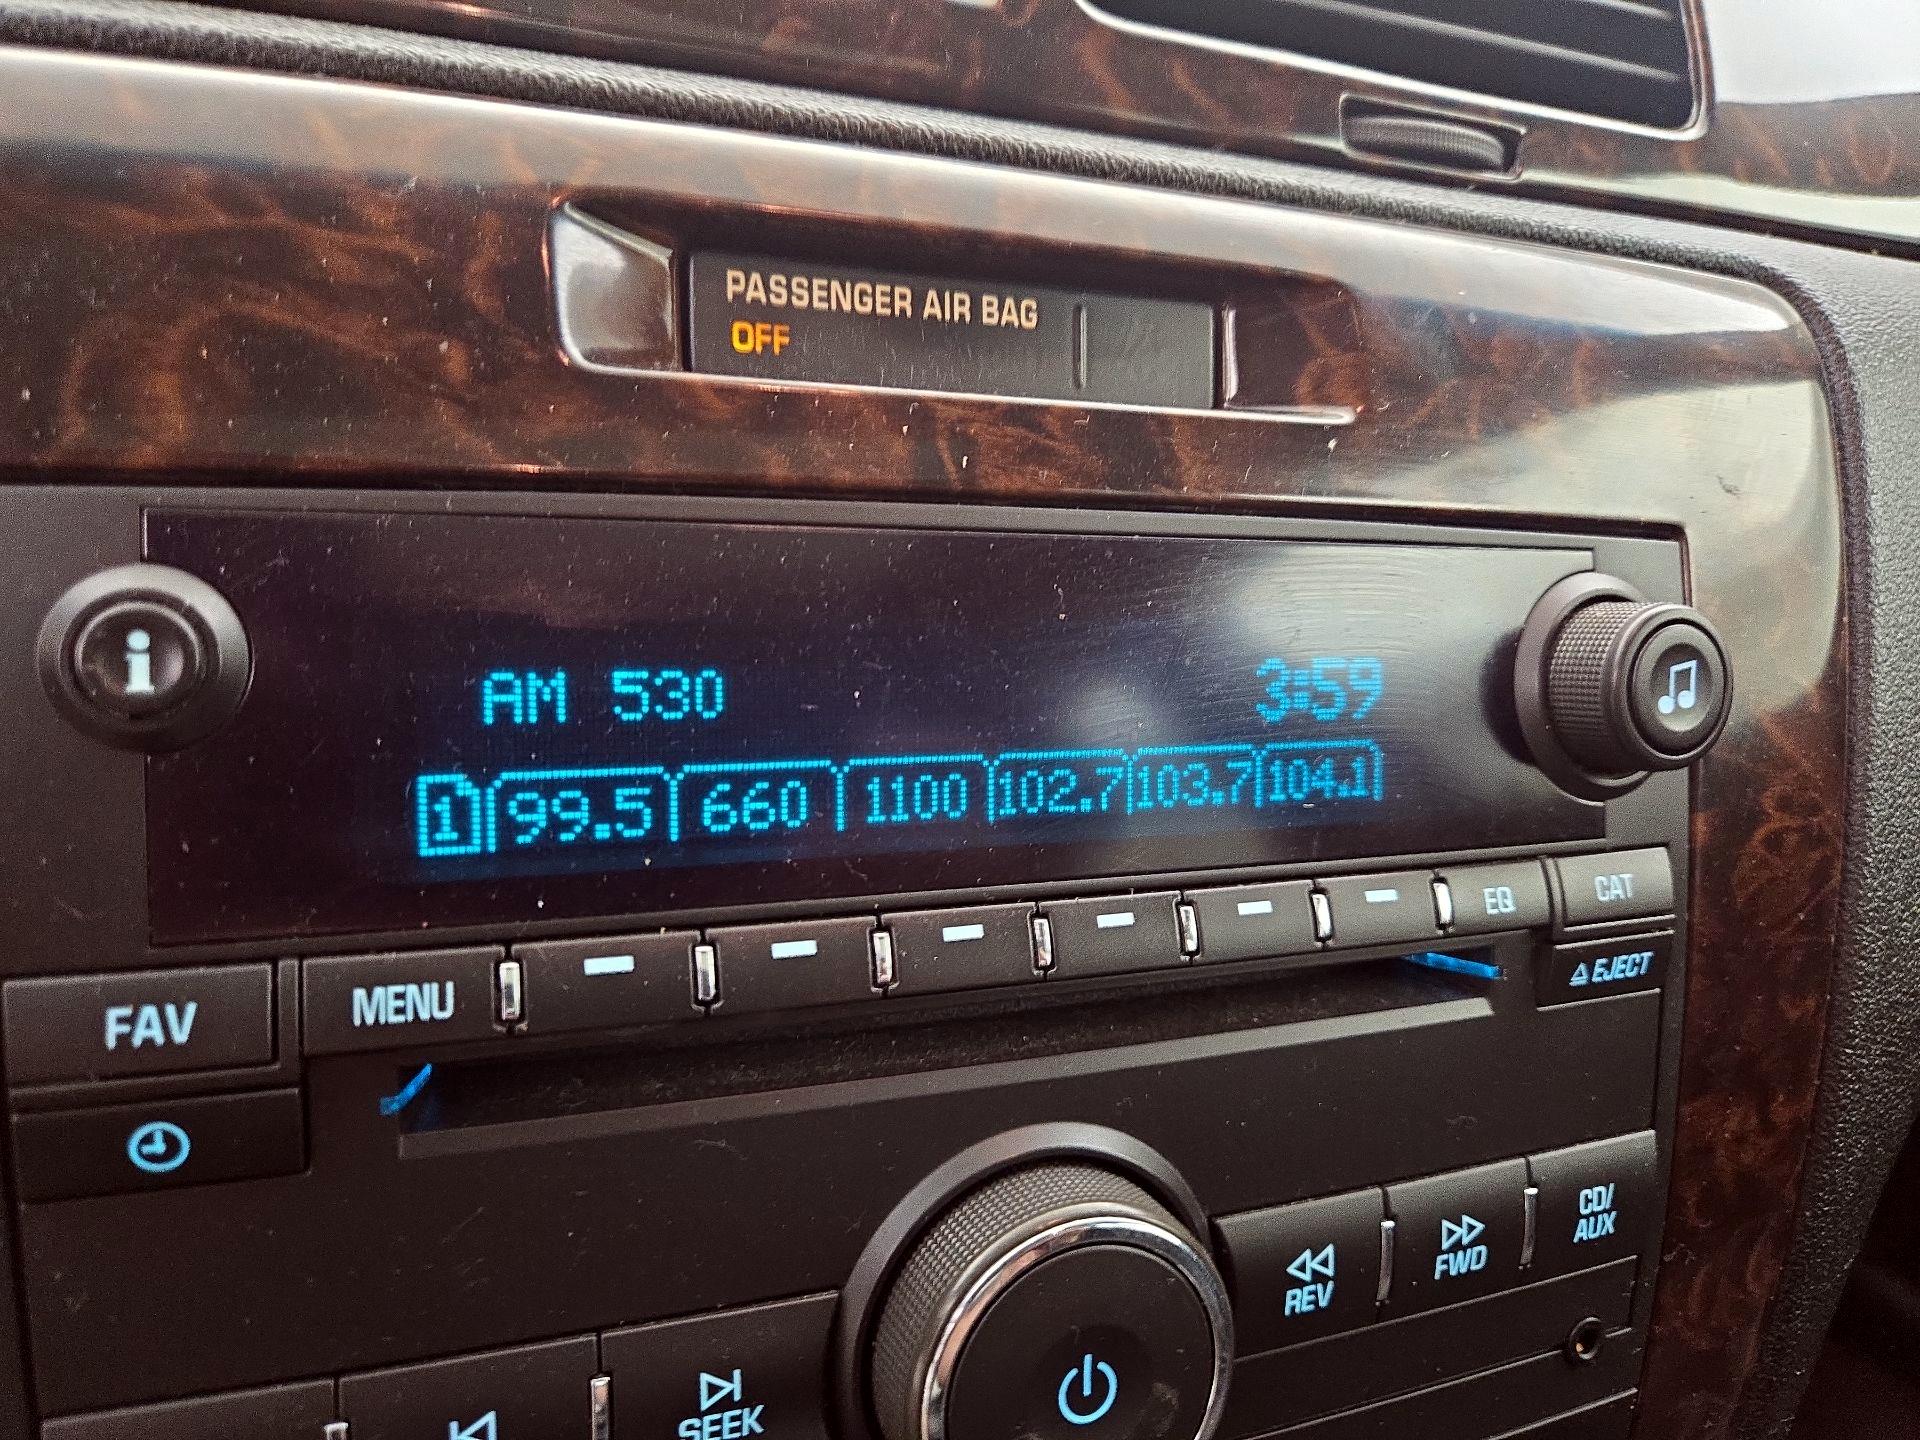 PASSENGER AIR BAG
OFF
i
AM 530 3:59
1 99.5 660 1100 102.7 103.7 104.1
EQ CAT
FAV MENU EJECT
REV FWD CD/
AUX
SEEK